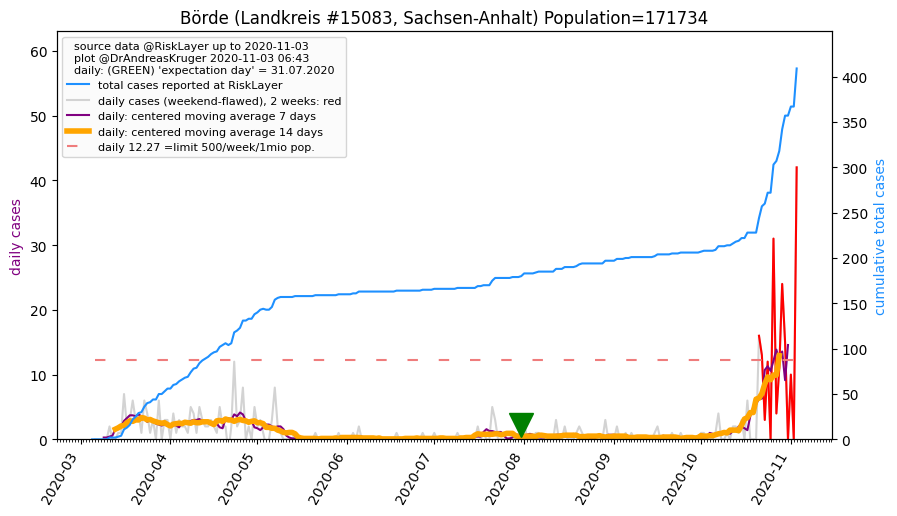 Börde (Landkreis #15083, Sachsen-Anhalt) Population=171734
source data @RiskLayer up to 2020-11-03
plot @DrAndreasKruger 2020-11-03 06:43
daily: (GREEN) 'expectation day' = 31.07.2020
total cases reported at RiskLayer
daily cases (weekend-flawed), 2 weeks: red
daily: centered moving average 7 days
daily: centered moving average 14 days
daily 12.27 =limit 500/week/1mio pop.
daily cases
60
50
40
30
20
10
0
cumulative total cases
400
350
300
250
200
150
100
50
0
2020-03
2020-04
2020-05
2020-06
2020-07
2020-08
2020-09
2020-10
2020-11